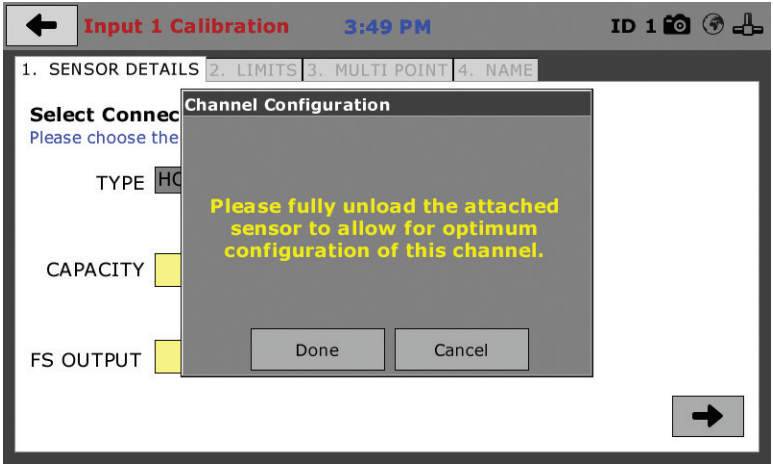 Input 1 Calibration 3:49 PM ID 1
1. SENSOR DETAILS 2. LIMITS 3. MULTI POINT 4. NAME
Select Connec
Please choose the
Channel Configuration
TYPE HO
Please fully unload the attached
sensor to allow for optimum
configuration of this channel.
CAPACITY
FS OUTPUT
Done Cancel